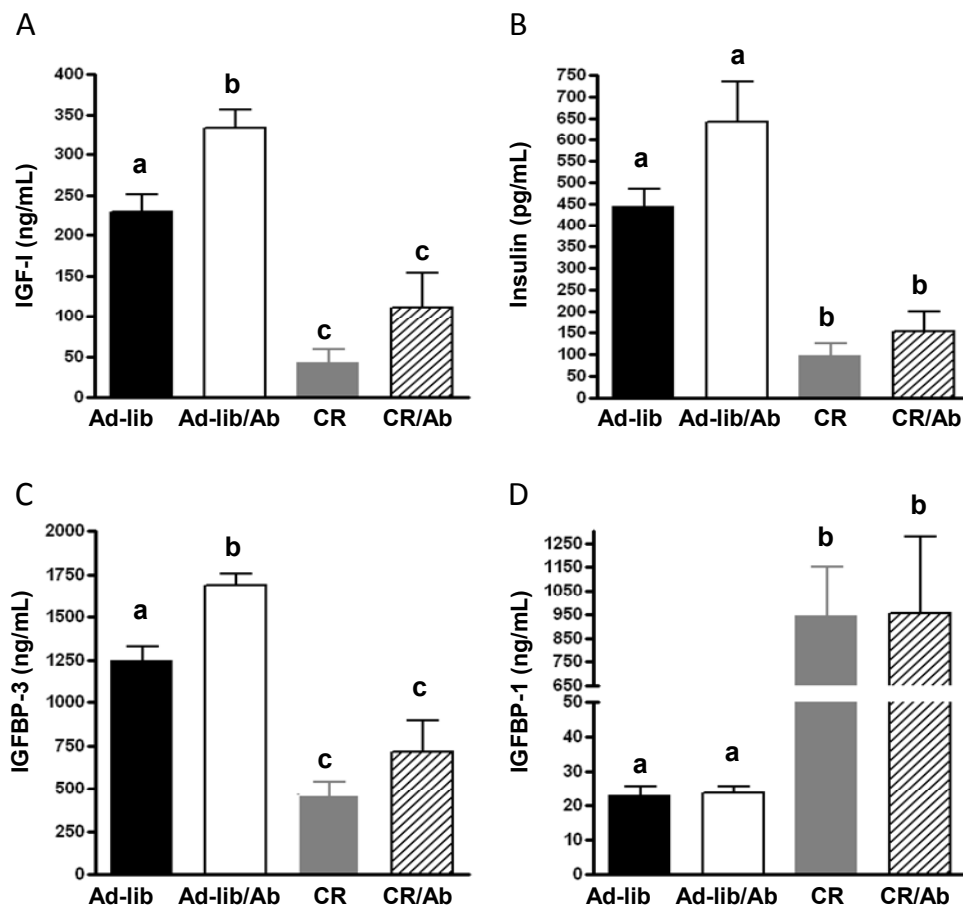 A
IGF-I (ng/mL)
400
350
300
250
200
150
100
50
0
a
b
c
c
Ad-lib Ad-lib/Ab CR CR/Ab
B
Insulin (pg/mL)
750
700
650
600
550
500
450
400
350
300
250
200
150
100
50
0
a
a
b
b
Ad-lib Ad-lib/Ab CR CR/Ab
C
IGFBP-3 (ng/mL)
2000
1750
1500
1250
1000
750
500
250
0
a
b
c
c
Ad-lib Ad-lib/Ab CR CR/Ab
D
IGFBP-1 (ng/mL)
1250
1150
1050
950
850
750
650
50
40
30
20
10
0
a
a
b
b
Ad-lib Ad-lib/Ab CR CR/Ab